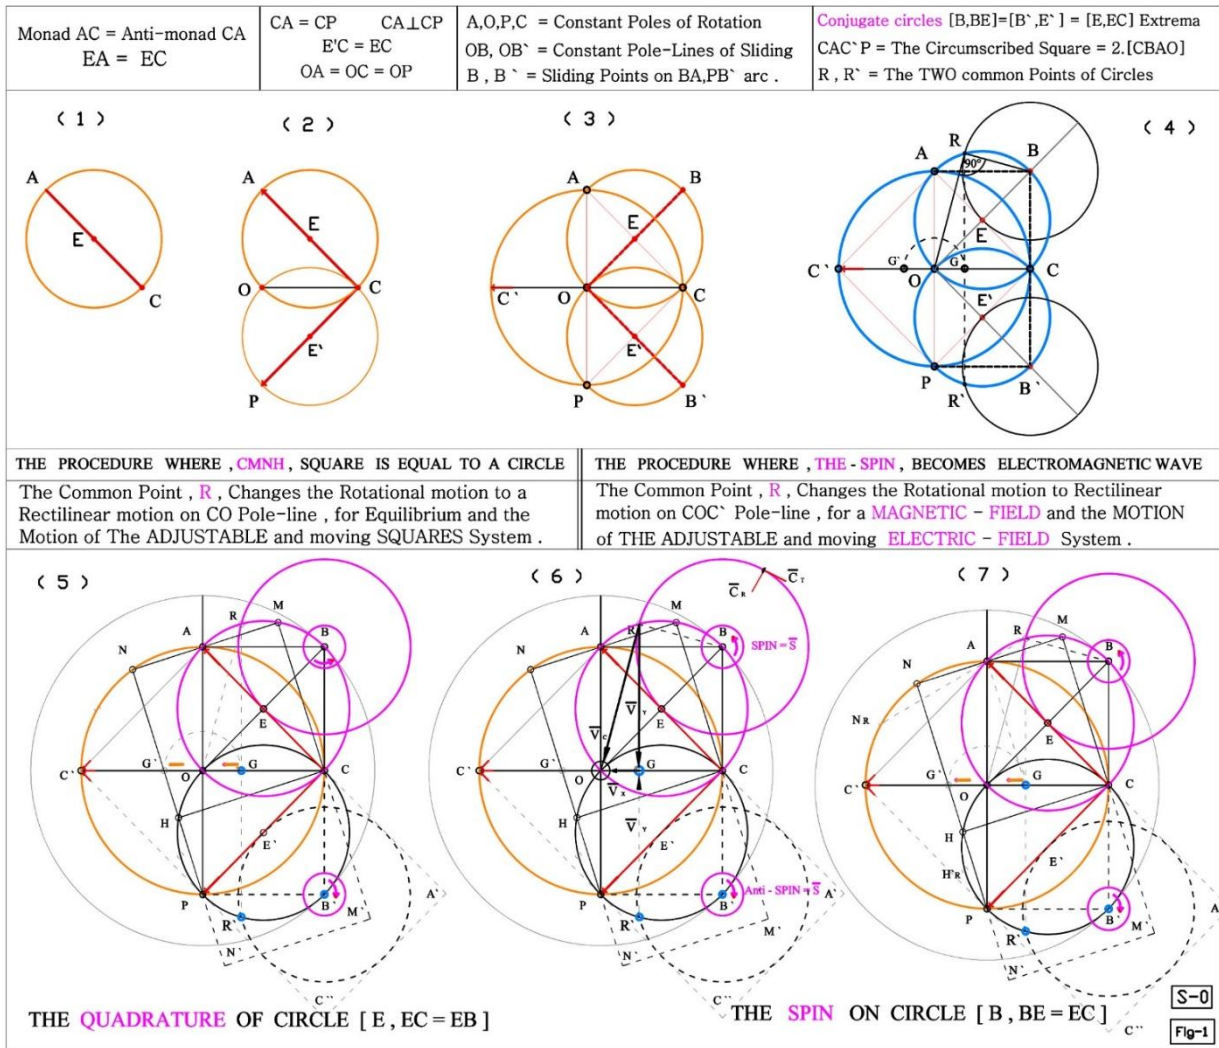 Monad AC = Anti-monad CA
EA = EC
CA = CP CA⊥CP
E'C = EC
OA = OC = OP
A,O,P,C = Constant Poles of Rotation
OB, OB` = Constant Pole-Lines of Sliding
B , B ` = Sliding Points on BA,PB` arc .
Conjugate circles [B,BE]=[B`,E`] = [E,EC] Extrema
CAC`P = The Circumscribed Square = 2.[CBAO]
R , R` = The TWO common Points of Circles
( 1 )
A
E
C
( 2 )
A
E
O
C
E'
P
( 3 )
A
B
E
C`
O
C
E'
P
B`
( 4 )
R
A
B
90°
E
C`
G`
G
O
C
E'
P
R`
B`
THE PROCEDURE WHERE , CMNH , SQUARE IS EQUAL TO A CIRCLE
The Common Point , R , Changes the Rotational motion to a
Rectilinear motion on CO Pole-line , for Equilibrium and the
Motion of The ADJUSTABLE and moving SQUARES System .
THE PROCEDURE WHERE , THE - SPIN , BECOMES ELECTROMAGNETIC WAVE
The Common Point , R , Changes the Rotational motion to Rectilinear
motion on COC` Pole-line , for a MAGNETIC - FIELD and the MOTION
of THE ADJUSTABLE and moving ELECTRIC - FIELD System .
( 5 )
M
R
A
B
N
E
C`
G`
G
O
C
H
E`
P
B`
A`
R`
M`
N`
C``
( 6 )
C̅ R
C̅ T
M
R
A
B
SPIN = S̅
N
E
V̅ Y
V̅ C
C`
G`
G
O
C
V̅ X
H
V̅ Y
E`
P
Anti - SPIN = S̅
B`
A`
R`
M`
N`
C``
( 7 )
M
R
A
B
N
N R
E
C`
G`
G
O
C
H
E`
H`R
P
B`
A`
R`
M`
N`
C``
THE QUADRATURE OF CIRCLE [ E , EC = EB ]
THE SPIN ON CIRCLE [ B , BE = EC ]
S-0
Fig-1